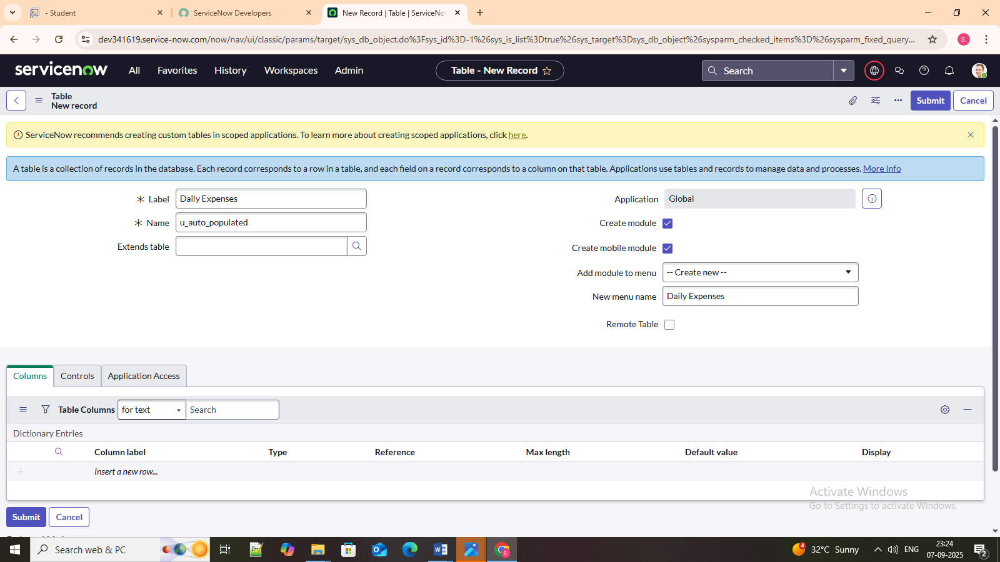 - Student
ServiceNow Developers
New Record | Table | ServiceNo
dev341619.service-now.com/now/nav/ui/classic/params/target/sys_db_object.do%3Fsys_id%3D-1%26sys_is_list%3Dtrue%26sys_target%3Dsys_db_object%26sysparm_checked_items%3D%26sysparm_fixed_query...
S.
servicenow
All
Favorites
History
Workspaces
Admin
Table - New Record
Search
Table
New record
Submit
Cancel
ServiceNow recommends creating custom tables in scoped applications. To learn more about creating scoped applications, click here.
A table is a collection of records in the database. Each record corresponds to a row in a table, and each field on a record corresponds to a column on that table. Applications use tables and records to manage data and processes. More Info
Label
Daily Expenses
Application
Global
Name
u_auto_populated
Create module
Extends table
Create mobile module
Add module to menu
-- Create new --
New menu name
Daily Expenses
Remote Table
Columns
Controls
Application Access
Table Columns
for text
Search
Dictionary Entries
Column label
Type
Reference
Max length
Default value
Display
Insert a new row...
Activate Windows
Go to Settings to activate Windows.
Submit
Cancel
Search web & PC
4
32°C Sunny
ENG
23:24
07-09-2025
2